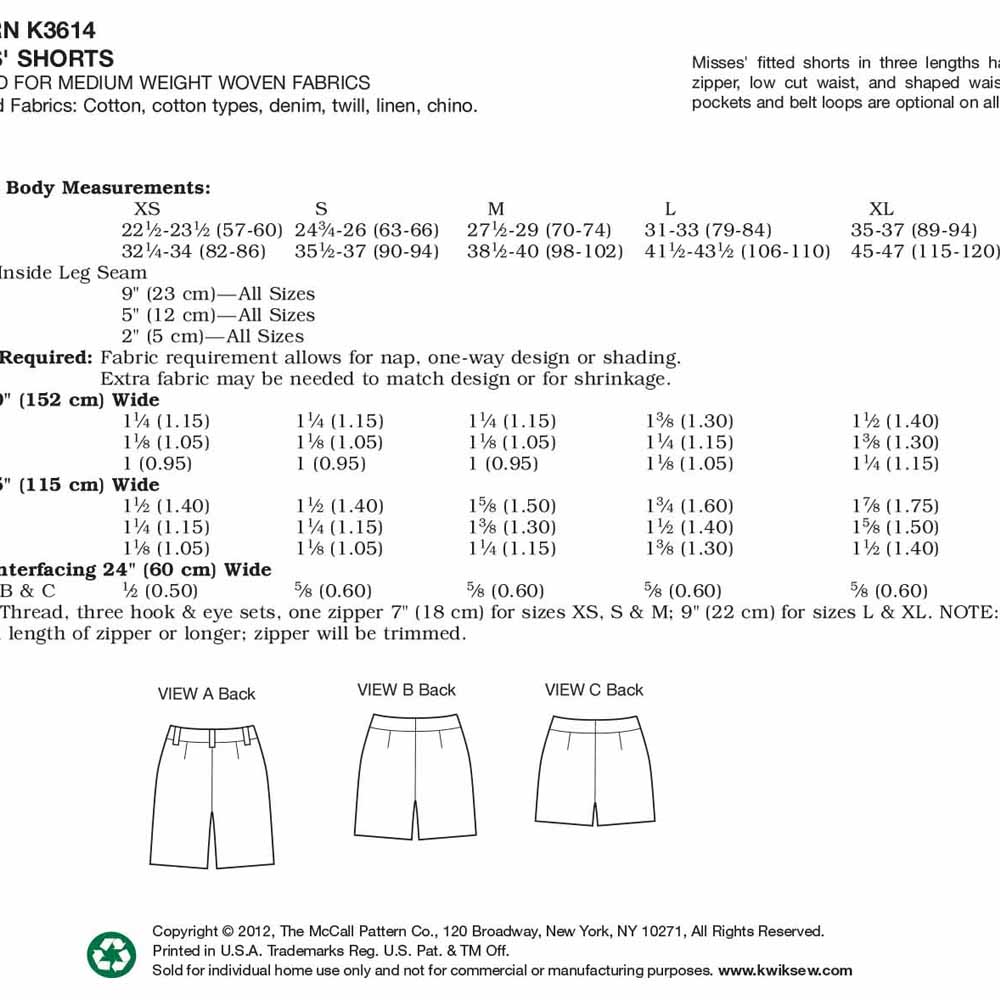 RN K3614
S' SHORTS
D FOR MEDIUM WEIGHT WOVEN FABRICS
d Fabrics: Cotton, cotton types, denim, twill, linen, chino.
Misses' fitted shorts in three lengths ha
zipper, low cut waist, and shaped wais
pockets and belt loops are optional on all
Body Measurements:
XS S M L XL
22½-23½ (57-60) 24¾-26 (63-66) 27½-29 (70-74) 31-33 (79-84) 35-37 (89-94)
32¼-34 (82-86) 35½-37 (90-94) 38½-40 (98-102) 41½-43½ (106-110) 45-47 (115-120)
Inside Leg Seam
9" (23 cm)—All Sizes
5" (12 cm)—All Sizes
2" (5 cm)—All Sizes
Required: Fabric requirement allows for nap, one-way design or shading.
Extra fabric may be needed to match design or for shrinkage.
0" (152 cm) Wide
1¼ (1.15) 1¼ (1.15) 1¼ (1.15) 1⅜ (1.30) 1½ (1.40)
1⅛ (1.05) 1⅛ (1.05) 1⅛ (1.05) 1¼ (1.15) 1⅜ (1.30)
1 (0.95) 1 (0.95) 1 (0.95) 1⅛ (1.05) 1¼ (1.15)
5" (115 cm) Wide
1½ (1.40) 1½ (1.40) 1⅝ (1.50) 1¾ (1.60) 1⅞ (1.75)
1¼ (1.15) 1¼ (1.15) 1⅜ (1.30) 1½ (1.40) 1⅝ (1.50)
1⅛ (1.05) 1⅛ (1.05) 1¼ (1.15) 1⅜ (1.30) 1½ (1.40)
nterfacing 24" (60 cm) Wide
B & C ½ (0.50) ⅝ (0.60) ⅝ (0.60) ⅝ (0.60) ⅝ (0.60)
Thread, three hook & eye sets, one zipper 7" (18 cm) for sizes XS, S & M; 9" (22 cm) for sizes L & XL. NOTE:
length of zipper or longer; zipper will be trimmed.
VIEW A Back
VIEW B Back
VIEW C Back
Copyright © 2012, The McCall Pattern Co., 120 Broadway, New York, NY 10271, All Rights Reserved.
Printed in U.S.A. Trademarks Reg. U.S. Pat. & TM Off.
Sold for individual home use only and not for commercial or manufacturing purposes. www.kwiksew.com